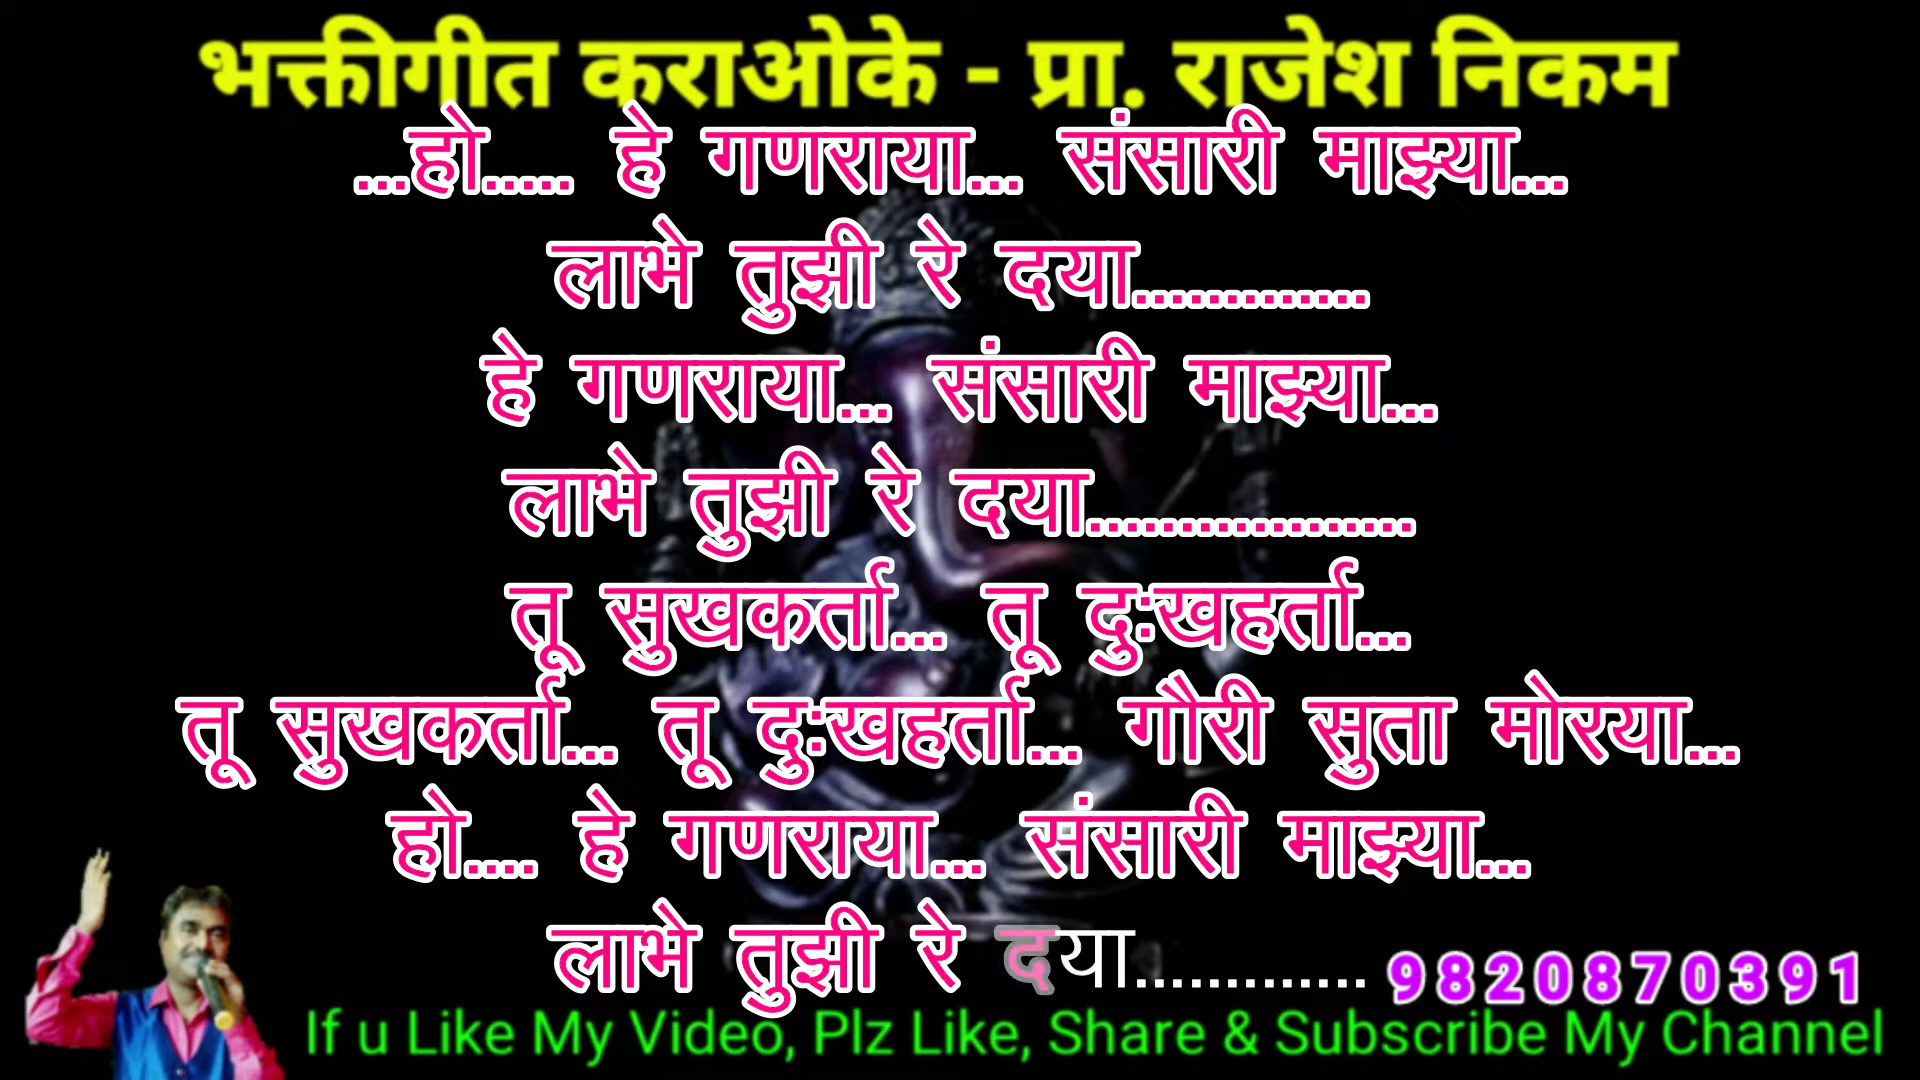 भक्तीगीत कराओके - प्रा. राजेश निकम
...हो..... हे गणराया... संसारी माझ्या...
लाभे तुझी रे दया.............
हे गणराया... संसारी माझ्या...
लाभे तुझी रे दया..................
तू सुखकर्ता... तू दुःखहर्ता...
तू सुखकर्ता... तू दुःखहर्ता... गौरी सुता मोरया...
हो.... हे गणराया... संसारी माझ्या...
लाभे तुझी रे दया.............
9820870391
If u Like My Video, Plz Like, Share & Subscribe My Channel